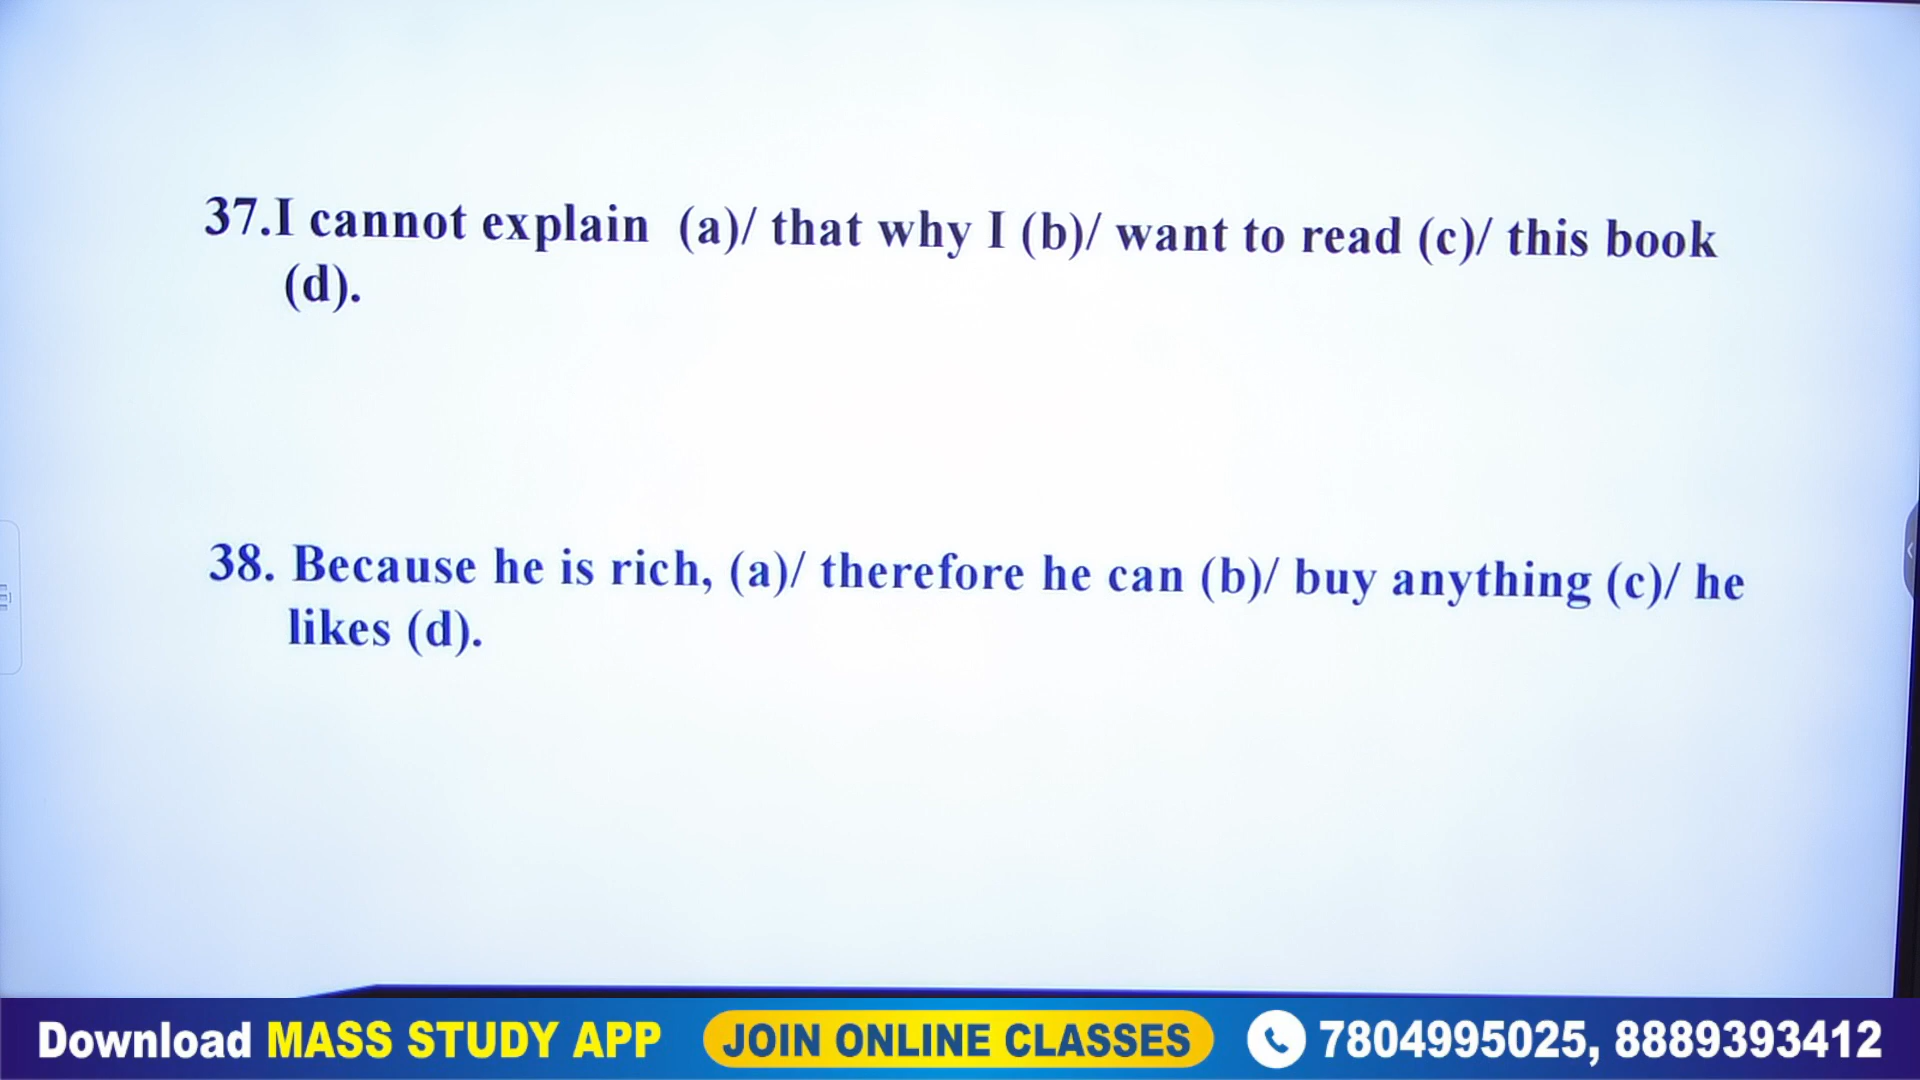 37.I cannot explain (a)/ that why I (b)/ want to read (c)/ this book
(d).
38. Because he is rich, (a)/ therefore he can (b)/ buy anything (c)/ he
likes (d).
Download MASS STUDY APP JOIN ONLINE CLASSES 7804995025, 8889393412